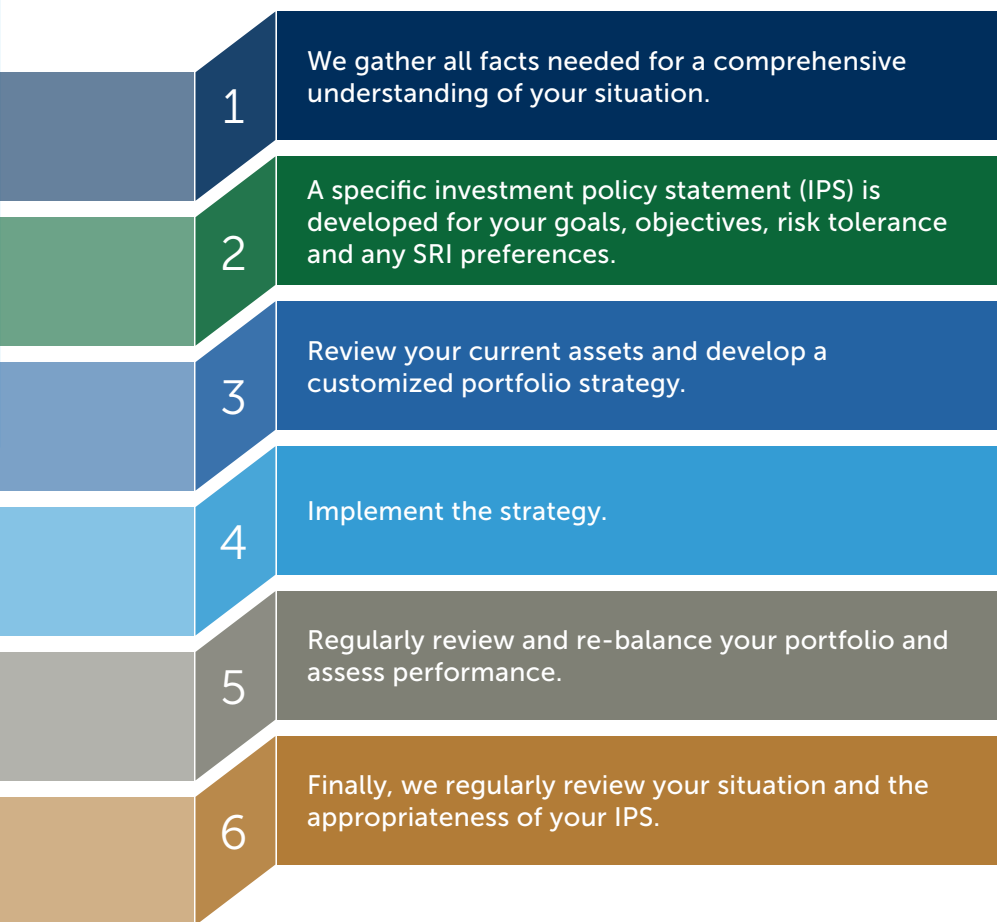 1
We gather all facts needed for a comprehensive
understanding of your situation.
2
A specific investment policy statement (IPS) is
developed for your goals, objectives, risk tolerance
and any SRI preferences.
3
Review your current assets and develop a
customized portfolio strategy.
4
Implement the strategy.
5
Regularly review and re-balance your portfolio and
assess performance.
6
Finally, we regularly review your situation and the
appropriateness of your IPS.